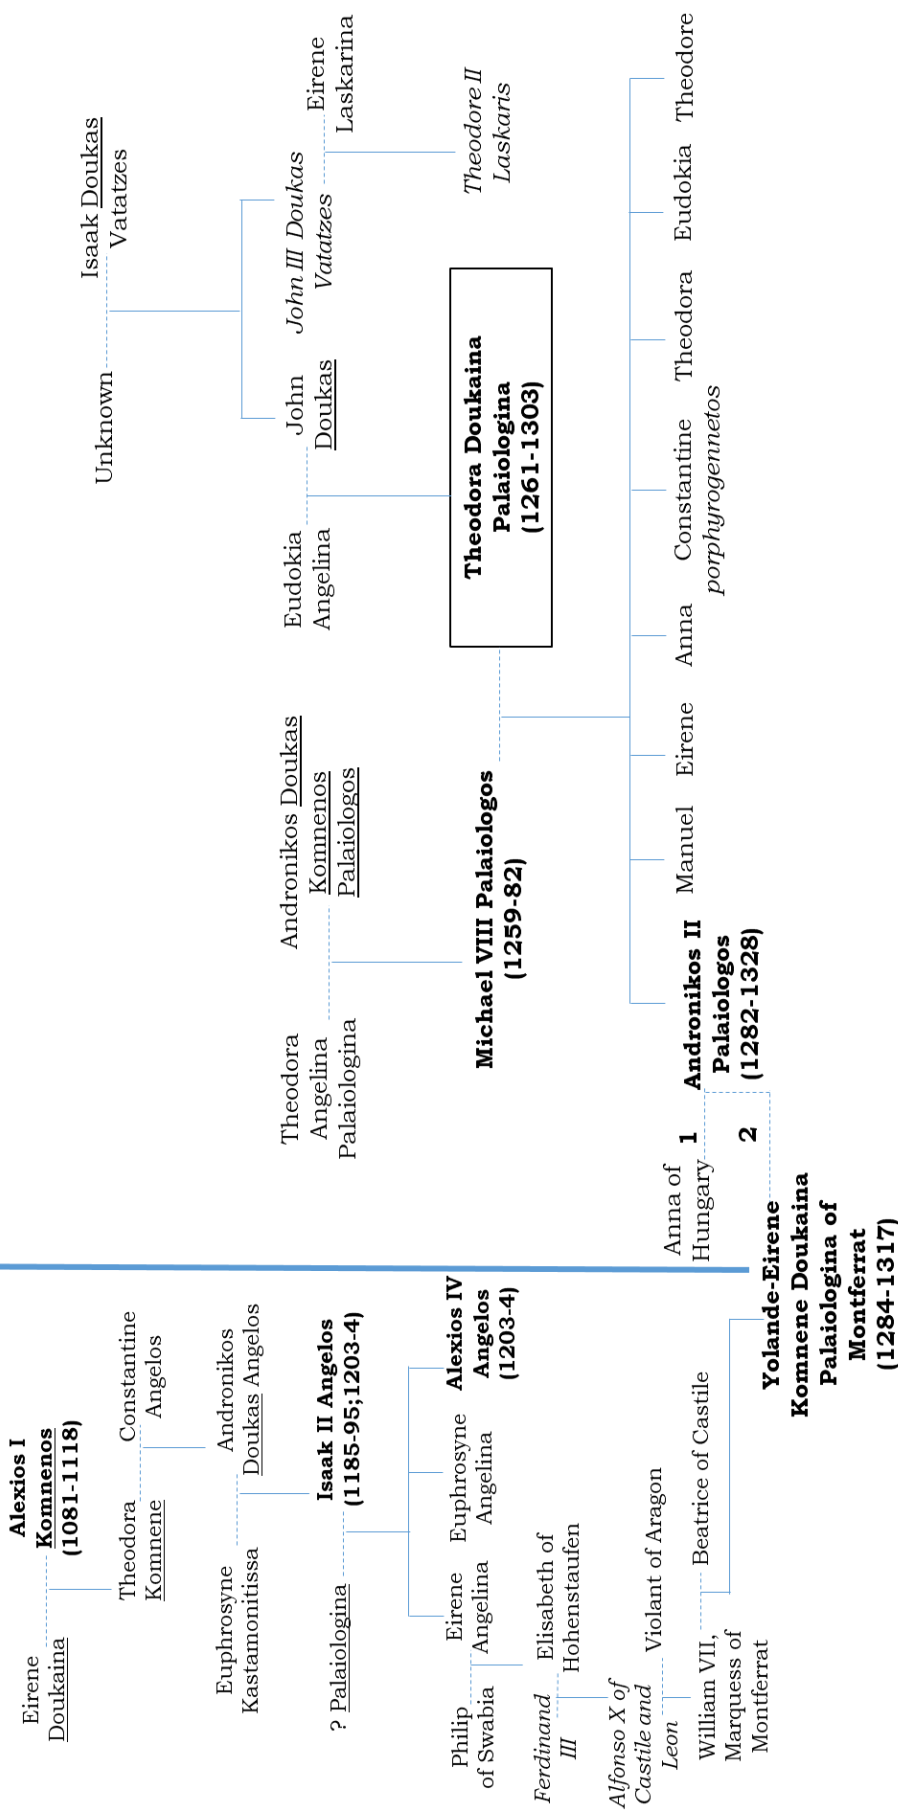 Eirene
Doukaina
Alexios I
Komnenos
(1081-1118)
Theodora
Komnene
Constantine
Angelos
Euphrosyne
Kastamonitissa
Andronikos
Doukas Angelos
? Palaiologina
Isaak II Angelos
(1185-95;1203-4)
Philip
of Swabia
Eirene
Angelina
Euphrosyne
Angelina
Alexios IV
Angelos
(1203-4)
Ferdinand
III
Elisabeth of
Hohenstaufen
Alfonso X of
Castile and
Leon
Violant of Aragon
William VII,
Marquess of
Montferrat
Beatrice of Castile
Yolande-Eirene
Komnene Doukaina
Palaiologina of
Montferrat
(1284-1317)
Unknown
Isaak Doukas
Vatatzes
Theodora
Angelina
Palaiologina
Andronikos Doukas
Komnenos
Palaiologos
Eudokia
Angelina
John
Doukas
John III Doukas
Vatatzes
Eirene
Laskarina
Michael VIII Palaiologos
(1259-82)
Theodora Doukaina
Palaiologina
(1261-1303)
Theodore II
Laskaris
Anna of
Hungary
1
2
Andronikos II
Palaiologos
(1282-1328)
Manuel
Eirene
Anna
Constantine
porphyrogennetos
Theodora
Eudokia
Theodore